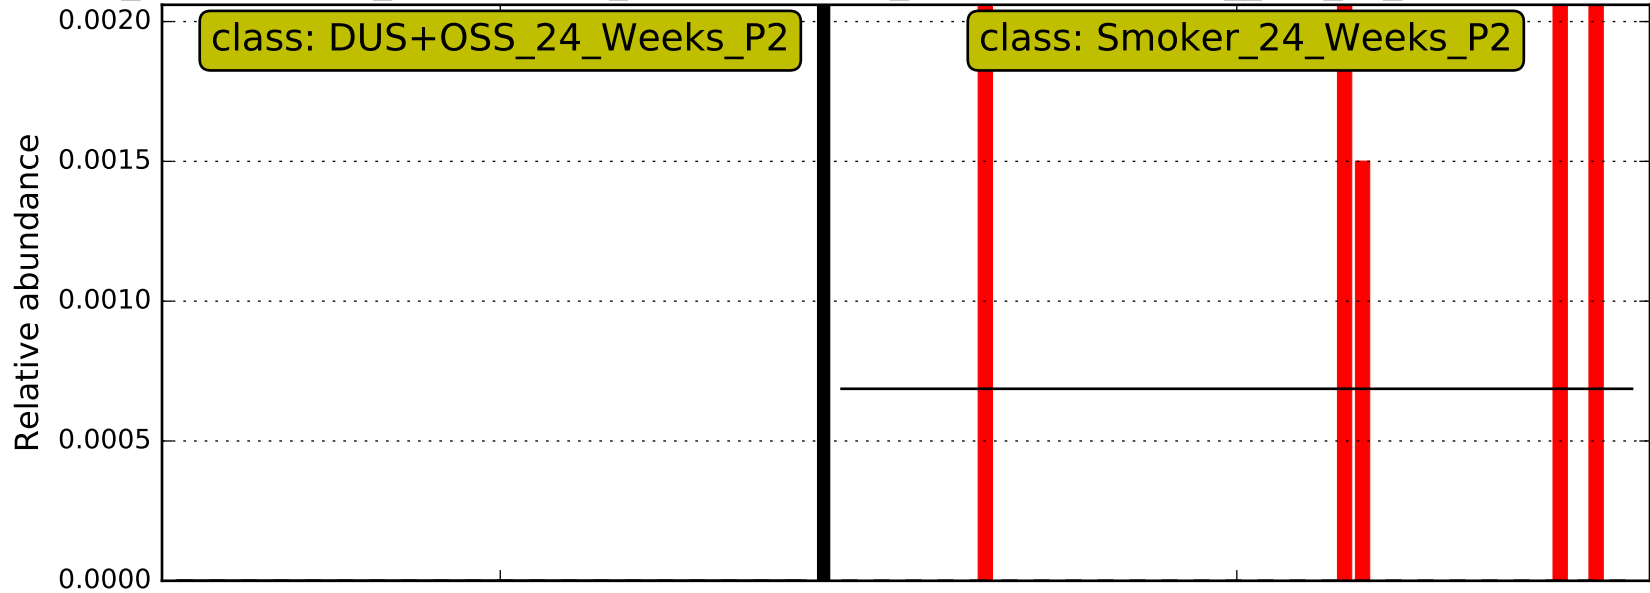 class: DUS+OSS_24_Weeks_P2
class: Smoker_24_Weeks_P2
Relative abundance
0.0020
0.0015
0.0010
0.0005
0.0000